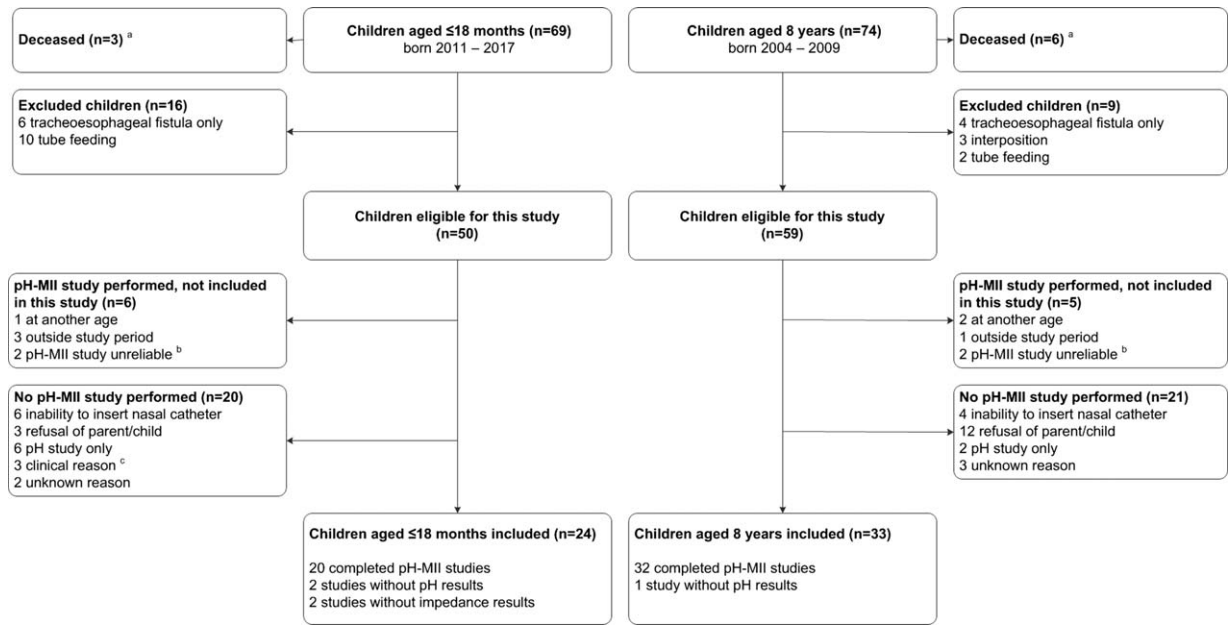 Deceased (n=3) a
Children aged ≤18 months (n=69)
born 2011 – 2017
Children aged 8 years (n=74)
born 2004 – 2009
Deceased (n=6) a
Excluded children (n=16)
6 tracheoesophageal fistula only
10 tube feeding
Excluded children (n=9)
4 tracheoesophageal fistula only
3 interposition
2 tube feeding
Children eligible for this study
(n=50)
Children eligible for this study
(n=59)
pH-MII study performed, not included
in this study (n=6)
1 at another age
3 outside study period
2 pH-MII study unreliable b
pH-MII study performed, not included
in this study (n=5)
2 at another age
1 outside study period
2 pH-MII study unreliable b
No pH-MII study performed (n=20)
6 inability to insert nasal catheter
3 refusal of parent/child
6 pH study only
3 clinical reason c
2 unknown reason
No pH-MII study performed (n=21)
4 inability to insert nasal catheter
12 refusal of parent/child
2 pH study only
3 unknown reason
Children aged ≤18 months included (n=24)
20 completed pH-MII studies
2 studies without pH results
2 studies without impedance results
Children aged 8 years included (n=33)
32 completed pH-MII studies
1 study without pH results